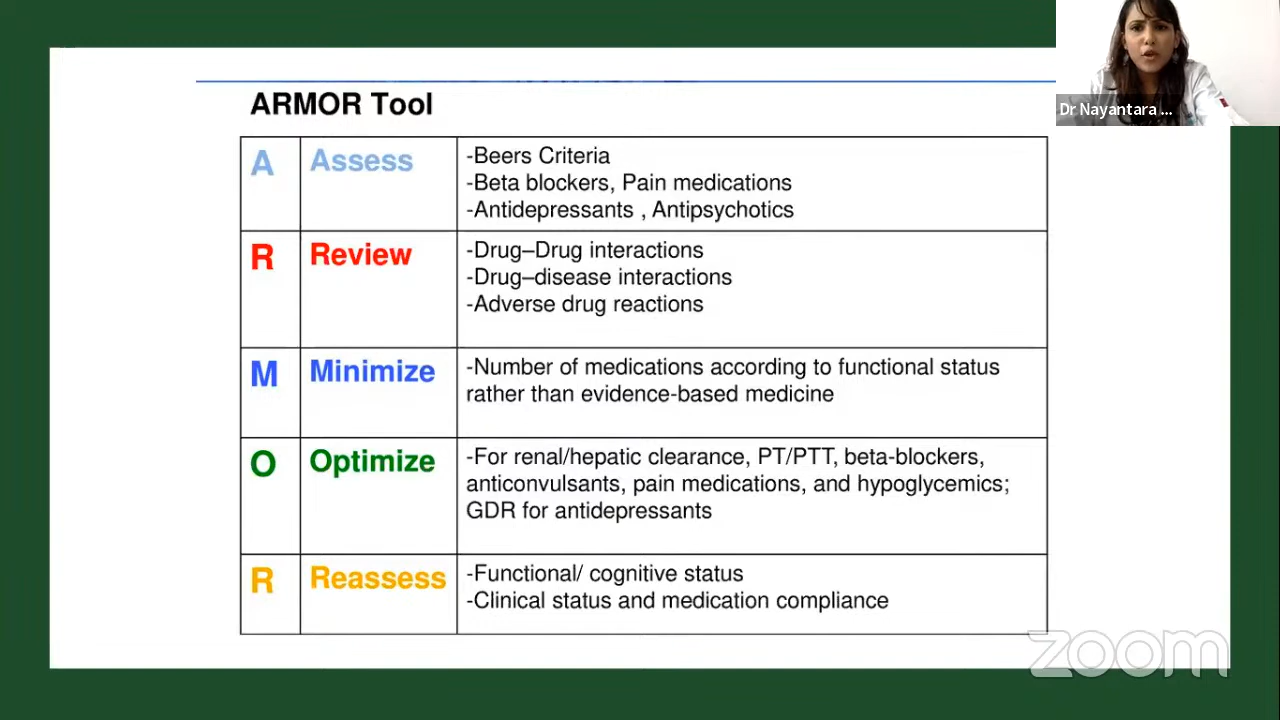 Dr Nayantara ...
ARMOR Tool
A Assess -Beers Criteria
-Beta blockers, Pain medications
-Antidepressants , Antipsychotics
R Review -Drug–Drug interactions
-Drug–disease interactions
-Adverse drug reactions
M Minimize -Number of medications according to functional status
rather than evidence-based medicine
O Optimize -For renal/hepatic clearance, PT/PTT, beta-blockers,
anticonvulsants, pain medications, and hypoglycemics;
GDR for antidepressants
R Reassess -Functional/ cognitive status
-Clinical status and medication compliance
zoom